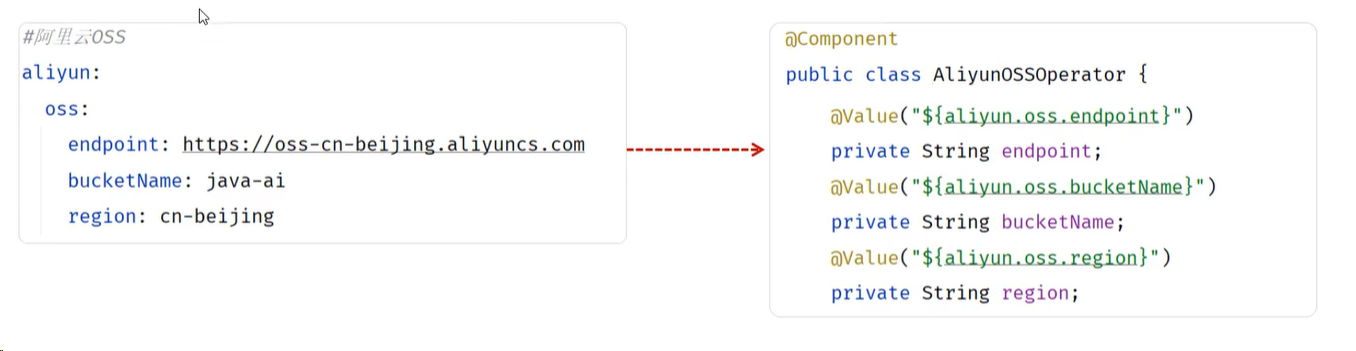 #阿里云OSS
aliyun:
oss:
endpoint: https://oss-cn-beijing.aliyuncs.com
bucketName: java-ai
region: cn-beijing
@Component
public class AliyunOSSOperator {
@Value("${aliyun.oss.endpoint}")
private String endpoint;
@Value("${aliyun.oss.bucketName}")
private String bucketName;
@Value("${aliyun.oss.region}")
private String region;